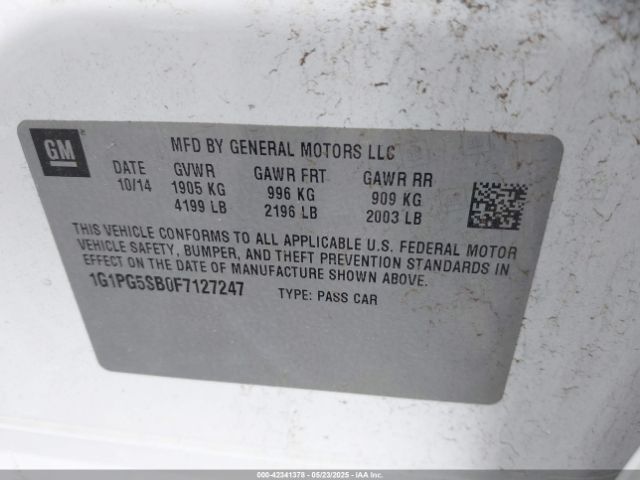 GM
MFD BY GENERAL MOTORS LLC
DATE GVWR GAWR FRT GAWR RR
10/14 1905 KG 996 KG 909 KG
4199 LB 2196 LB 2003 LB
THIS VEHICLE CONFORMS TO ALL APPLICABLE U.S. FEDERAL MOTOR
VEHICLE SAFETY, BUMPER, AND THEFT PREVENTION STANDARDS IN
EFFECT ON THE DATE OF MANUFACTURE SHOWN ABOVE.
1G1PG5SB0F7127247 TYPE: PASS CAR
000-42341378 - 05/23/2025 - IAA, Inc.